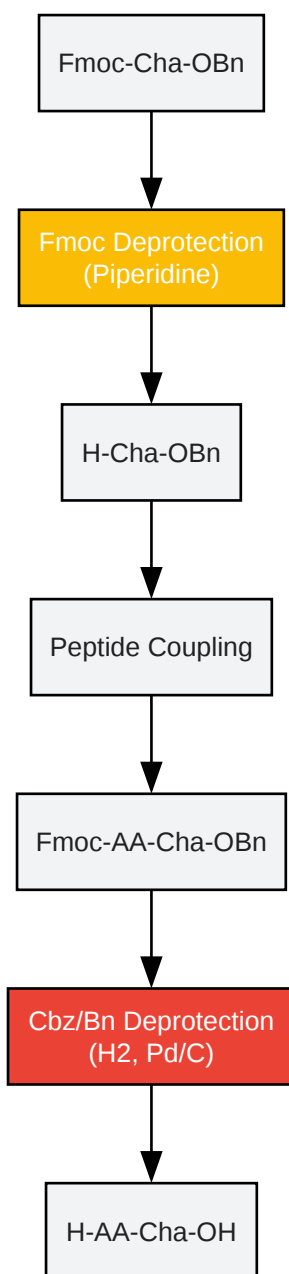 Fmoc-Cha-OBn
Fmoc Deprotection
(Piperidine)
H-Cha-OBn
Peptide Coupling
Fmoc-AA-Cha-OBn
Cbz/Bn Deprotection
(H2, Pd/C)
H-AA-Cha-OH